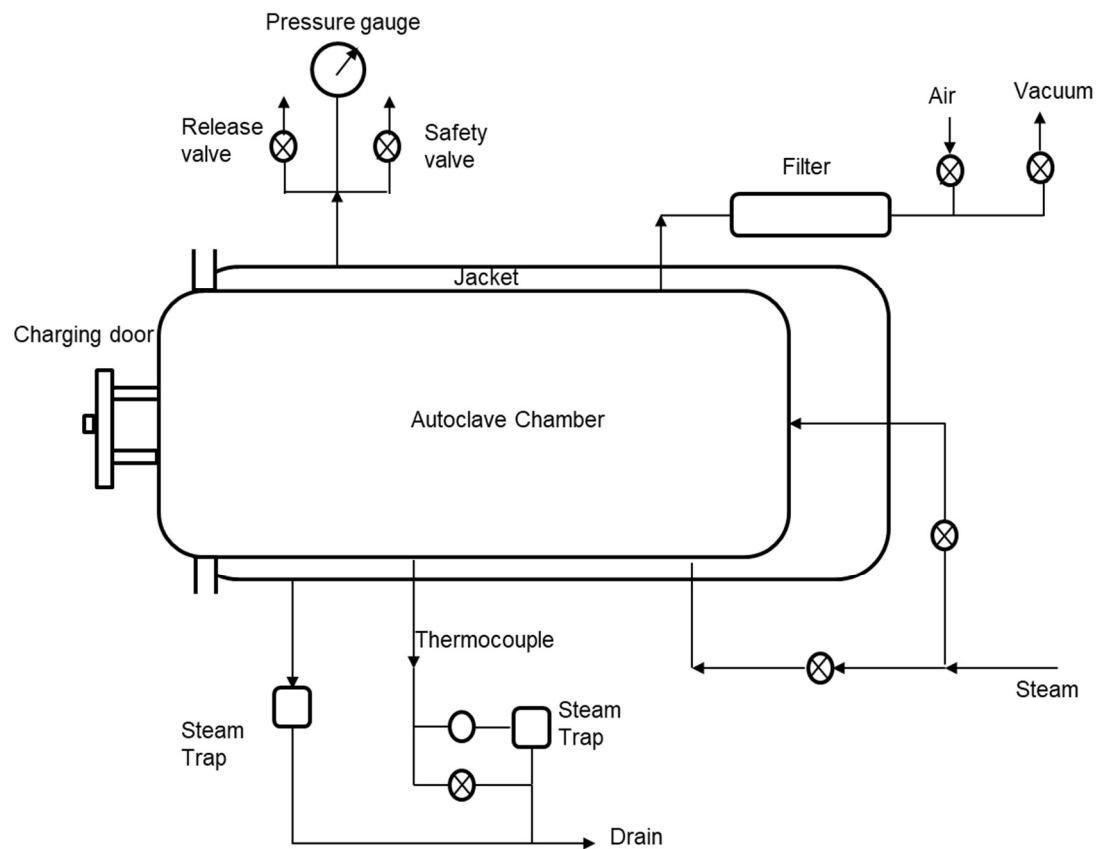 Pressure gauge
Release
valve
Safety
valve
Air
Vacuum
Filter
Jacket
Charging door
Autoclave Chamber
Thermocouple
Steam
Steam
Trap
Steam
Trap
Drain